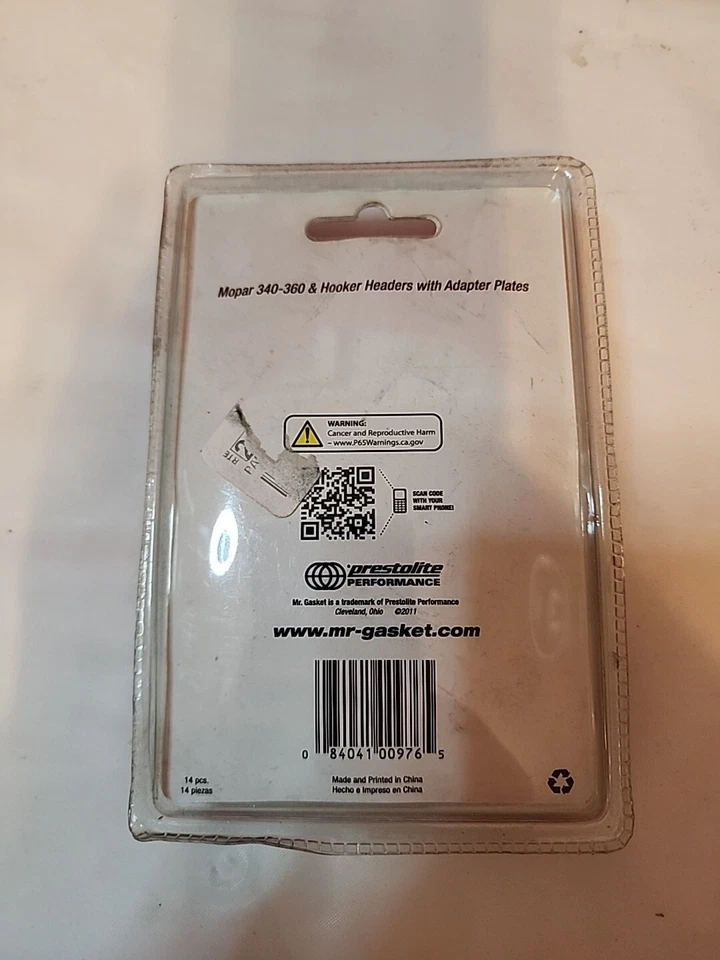 Mopar 340-360 & Hooker Headers with Adapter Plates
WARNING:
Cancer and Reproductive Harm
– www.P65Warnings.ca.gov
RTE
SCAN CODE
WITH YOUR
SMART PHONE!
prestolite
PERFORMANCE
Mr. Gasket is a trademark of Prestolite Performance
Cleveland, Ohio ©2011
www.mr-gasket.com
0 84041 00976 5
14 pcs.
14 piezas
Made and Printed in China
Hecho e Impreso en China